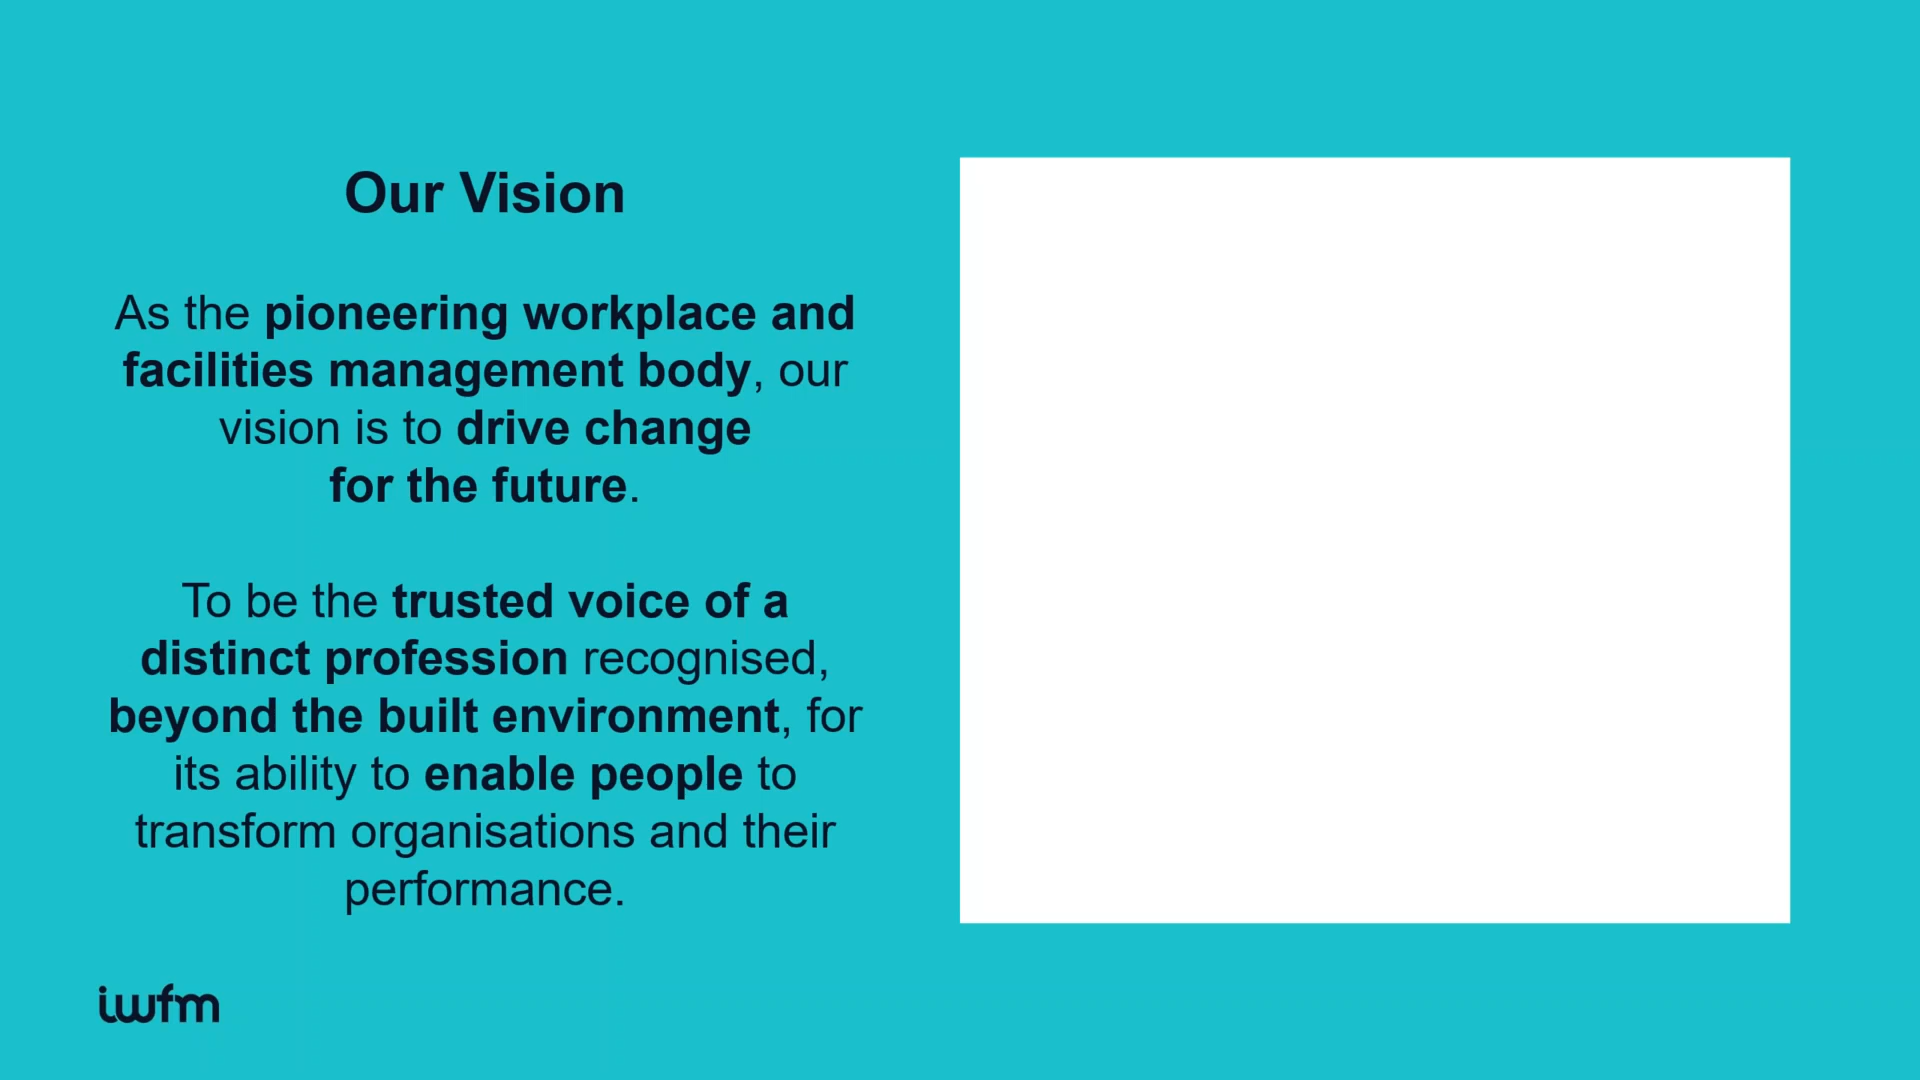 Our Vision
As the pioneering workplace and
facilities management body, our
vision is to drive change
for the future.
To be the trusted voice of a
distinct profession recognised,
beyond the built environment, for
its ability to enable people to
transform organisations and their
performance.
iwfm